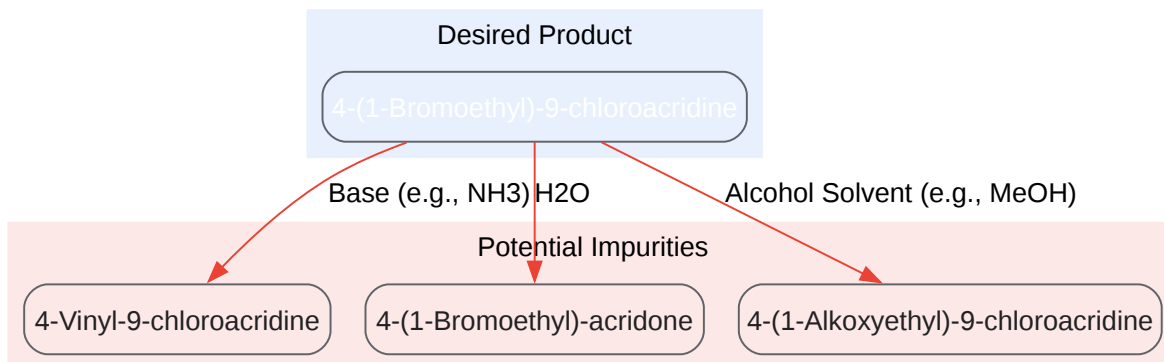 Desired Product
4-(1-Bromoethyl)-9-chloroacridine
Base (e.g., NH3)
H2O
Alcohol Solvent (e.g., MeOH)
Potential Impurities
4-Vinyl-9-chloroacridine
4-(1-Bromoethyl)-acridone
4-(1-Alkoxyethyl)-9-chloroacridine